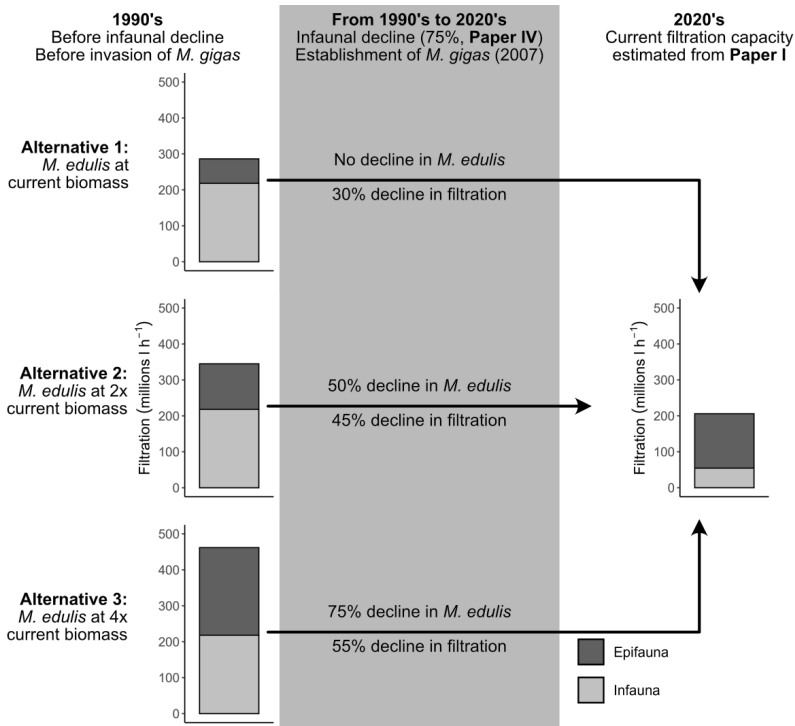 1990's
Before infaunal decline
Before invasion of M. gigas
From 1990's to 2020's
Infaunal decline (75%, Paper IV)
Establishment of M. gigas (2007)
2020's
Current filtration capacity
estimated from Paper I
Alternative 1:
M. edulis at
current biomass
500
400
300
200
100
0
No decline in M. edulis
30% decline in filtration
Alternative 2:
M. edulis at 2x
current biomass
Filtration (millions l h⁻¹)
500
400
300
200
100
0
50% decline in M. edulis
45% decline in filtration
Filtration (millions l h⁻¹)
500
400
300
200
100
0
Alternative 3:
M. edulis at 4x
current biomass
500
400
300
200
100
0
75% decline in M. edulis
55% decline in filtration
Epifauna
Infauna